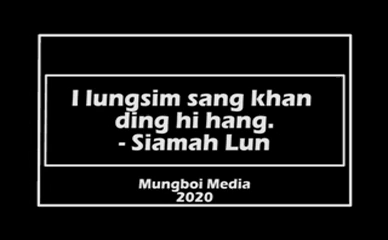 I lungsim sang khan
ding hi hang.
- Siamah Lun
Mungboi Media
2020